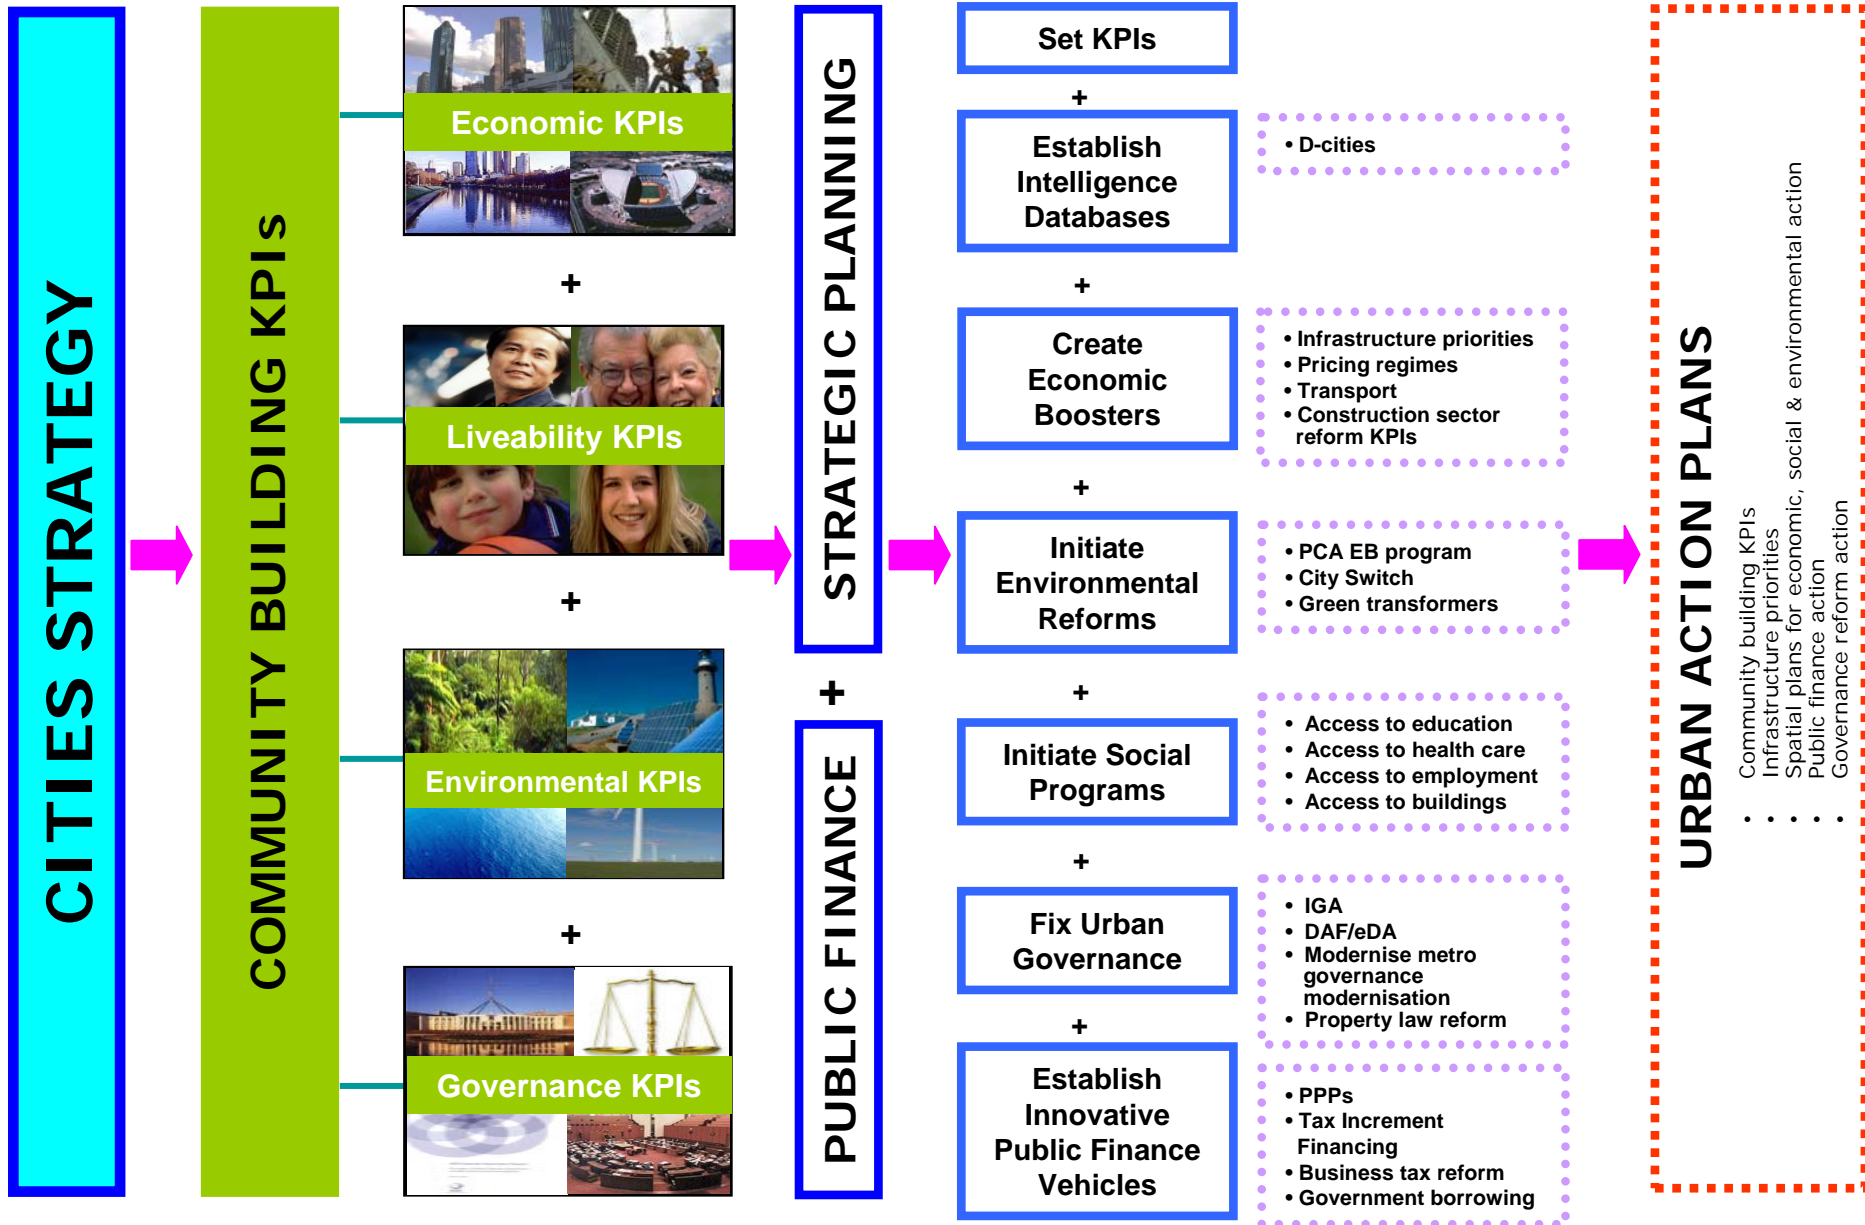 CITIES STRATEGY
COMMUNITY BUILDING KPIs
Economic KPIs
+
Liveability KPIs
+
Environmental KPIs
+
Governance KPIs
STRATEGIC PLANNING
+
PUBLIC FINANCE
Set KPIs
+
Establish
Intelligence
Databases
• D-cities
+
Create
Economic
Boosters
• Infrastructure priorities
• Pricing regimes
• Transport
• Construction sector
reform KPIs
+
Initiate
Environmental
Reforms
• PCA EB program
• City Switch
• Green transformers
+
Initiate Social
Programs
• Access to education
• Access to health care
• Access to employment
• Access to buildings
+
Fix Urban
Governance
• IGA
• DAF/eDA
• Modernise metro
governance
modernisation
• Property law reform
+
Establish
Innovative
Public Finance
Vehicles
• PPPs
• Tax Increment
Financing
• Business tax reform
• Government borrowing
URBAN ACTION PLANS
• Community building KPIs
• Infrastructure priorities
• Spatial plans for economic, social & environmental action
• Public finance action
• Governance reform action